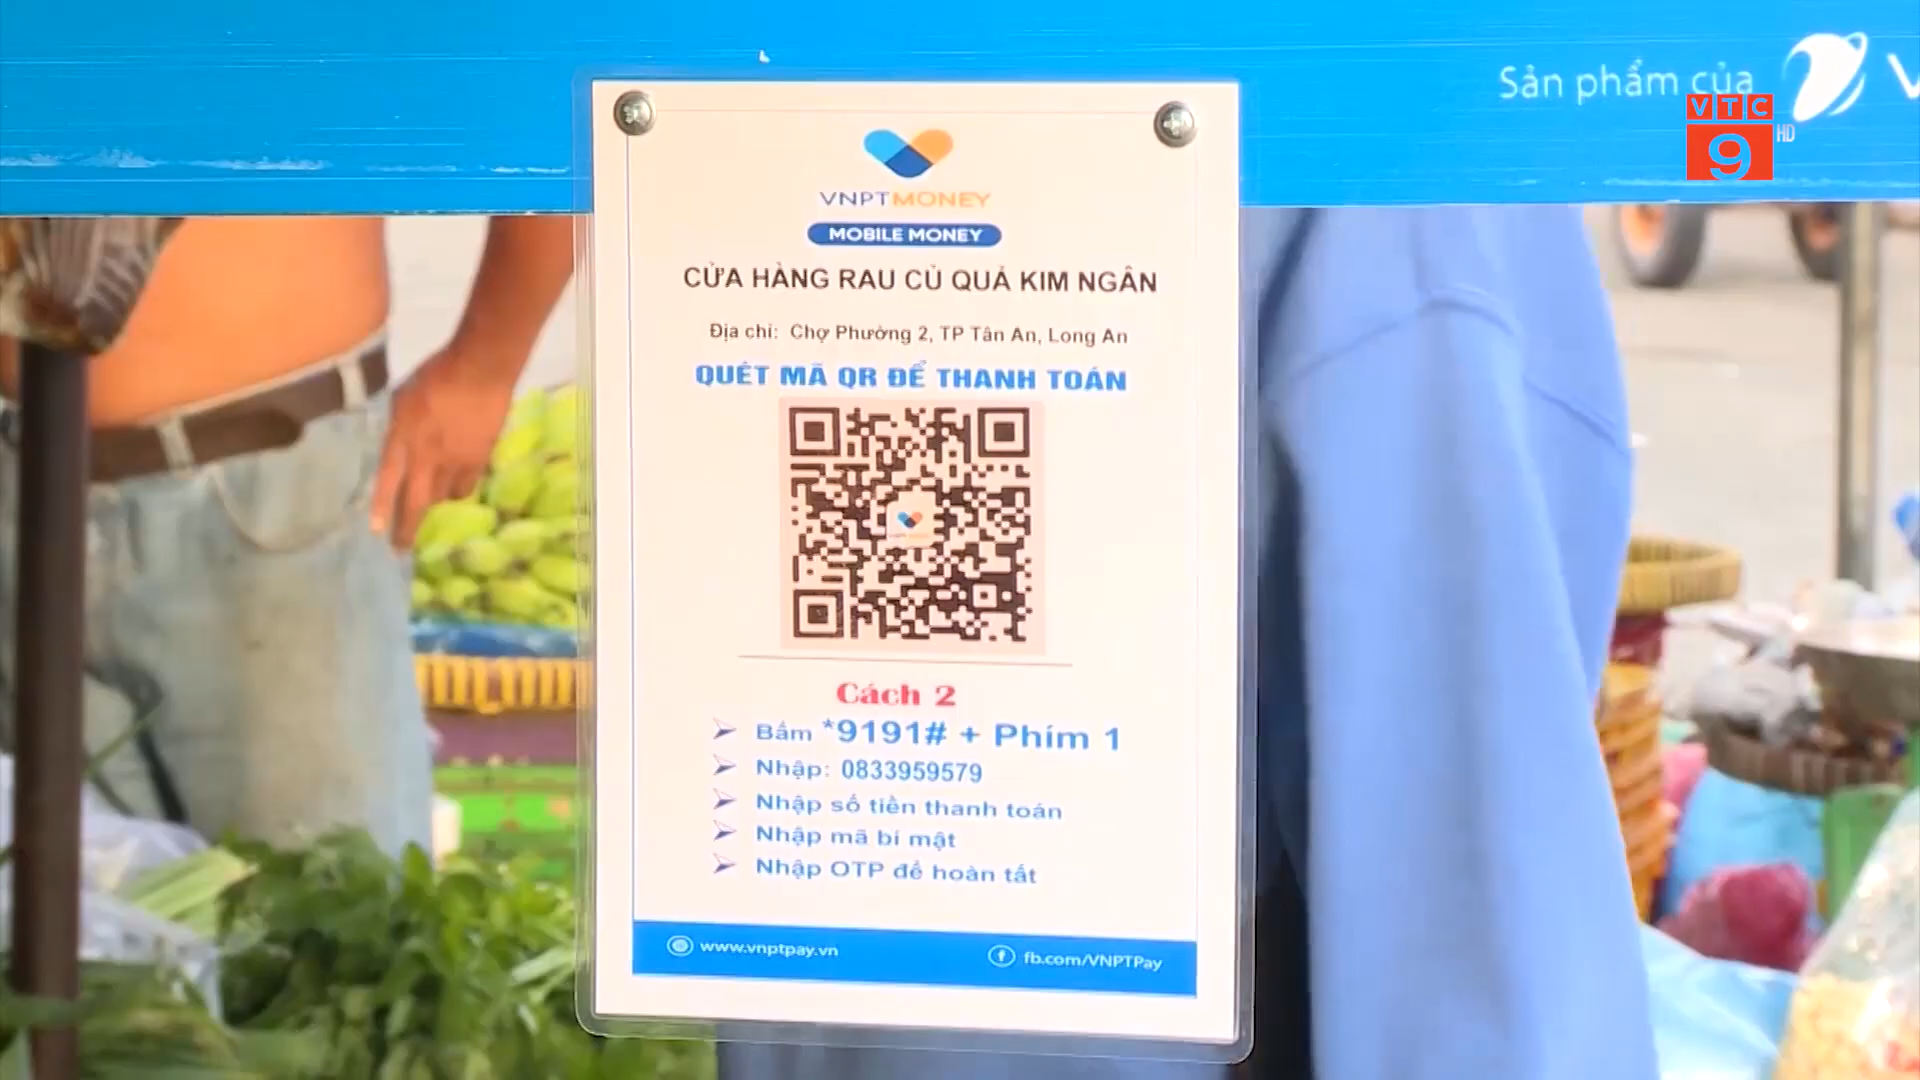 Sản phẩm của
VTC
9
HD
VNPTMONEY
MOBILE MONEY
CỬA HÀNG RAU CỦ QUẢ KIM NGÂN
Địa chỉ: Chợ Phường 2, TP Tân An, Long An
QUÉT MÃ QR ĐỂ THANH TOÁN
Cách 2
➢ Bấm *9191# + Phím 1
➢ Nhập: 0833959579
➢ Nhập số tiền thanh toán
➢ Nhập mã bí mật
➢ Nhập OTP để hoàn tất
www.vnptpay.vn
fb.com/VNPTPay